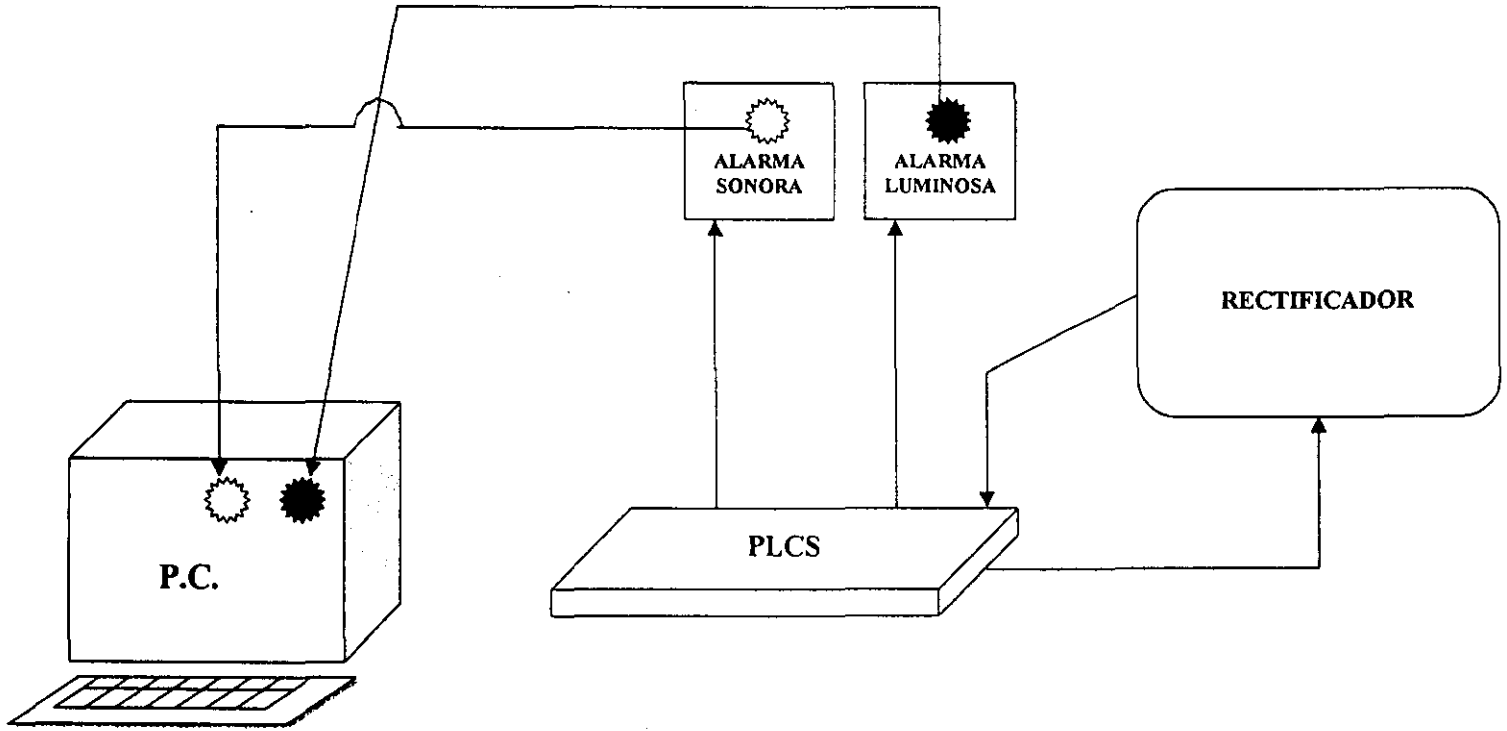 ALARMA
SONORA
ALARMA
LUMINOSA
RECTIFICADOR
PLCS
P.C.